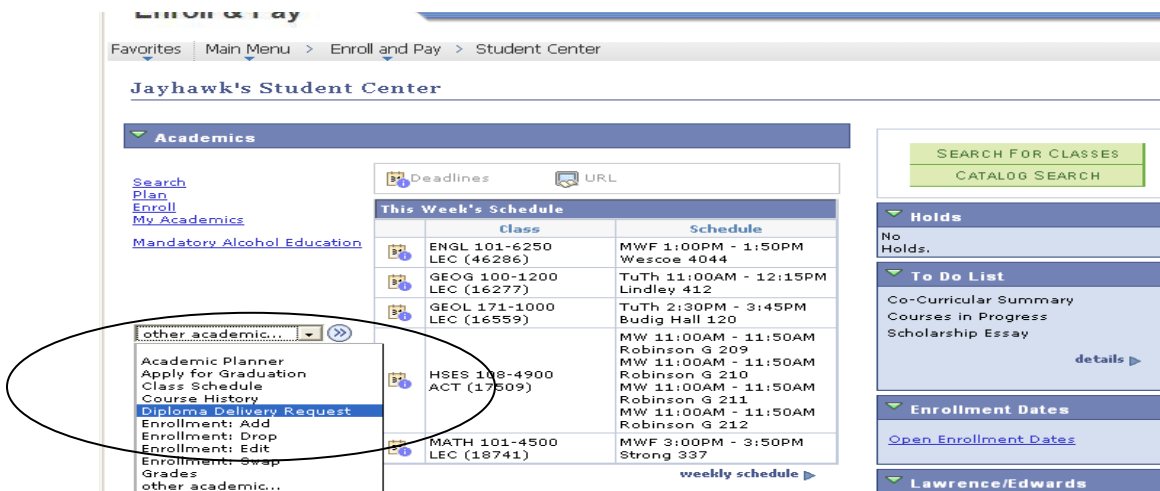 Enroll & Pay
Favorites Main Menu > Enroll and Pay > Student Center
Jayhawk's Student Center
Academics
Search
Plan
Enroll
My Academics
Mandatory Alcohol Education
other academic...
Academic Planner
Apply for Graduation
Class Schedule
Course History
Diploma Delivery Request
Enrollment: Add
Enrollment: Drop
Enrollment: Edit
Enrollment: Swap
Grades
other academic...
Deadlines URL
This Week's Schedule
Class Schedule
ENGL 101-6250
LEC (46286)
MWF 1:00PM - 1:50PM
Wescoe 4044
GEOG 100-1200
LEC (16277)
TuTh 11:00AM - 12:15PM
Lindley 412
GEOL 171-1000
LEC (16559)
TuTh 2:30PM - 3:45PM
Budig Hall 120
HSES 108-4900
ACT (17509)
MW 11:00AM - 11:50AM
Robinson G 209
MW 11:00AM - 11:50AM
Robinson G 210
MW 11:00AM - 11:50AM
Robinson G 211
MW 11:00AM - 11:50AM
Robinson G 212
MATH 101-4500
LEC (18741)
MWF 3:00PM - 3:50PM
Strong 337
weekly schedule
SEARCH FOR CLASSES
CATALOG SEARCH
Holds
No
Holds.
To Do List
Co-Curricular Summary
Courses in Progress
Scholarship Essay
details
Enrollment Dates
Open Enrollment Dates
Lawrence/Edwards